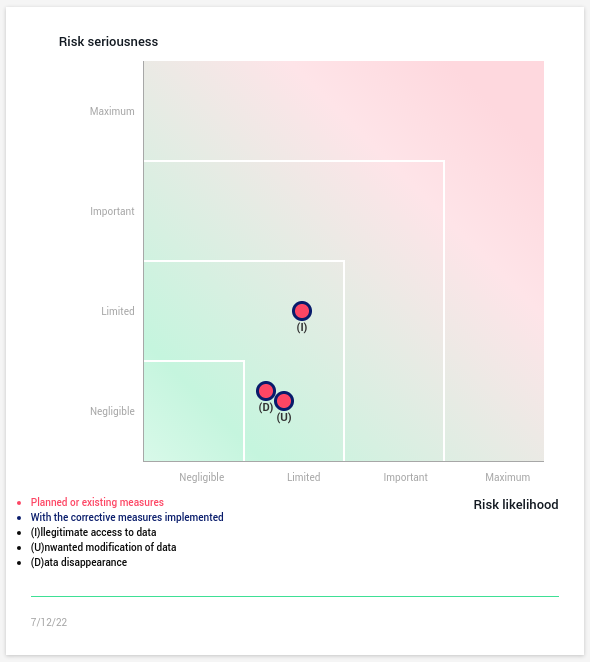 Risk seriousness
Maximum
Important
Limited
(I)
Negligible
(D)
(U)
Negligible Limited Important Maximum
Risk likelihood
Planned or existing measures
With the corrective measures implemented
(I)llegitimate access to data
(U)nwanted modification of data
(D)ata disappearance
7/12/22